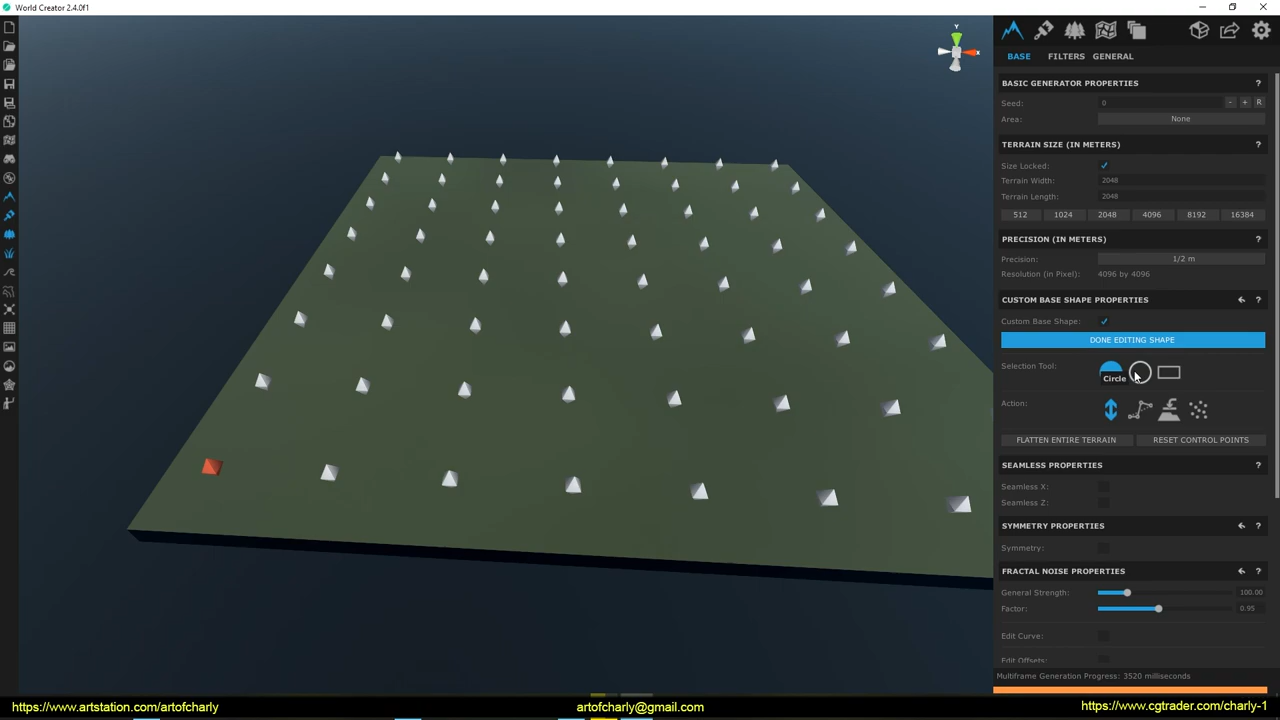 World Creator 2.4.0f1
Y
x
BASE FILTERS GENERAL
BASIC GENERATOR PROPERTIES ?
Seed: 0 - + R
Area: None
TERRAIN SIZE (IN METERS) ?
Size Locked:
Terrain Width: 2048
Terrain Length: 2048
512 1024 2048 4096 8192 16384
PRECISION (IN METERS) ?
Precision: 1/2 m
Resolution (in Pixel): 4096 by 4096
CUSTOM BASE SHAPE PROPERTIES ?
Custom Base Shape:
DONE EDITING SHAPE
Selection Tool:
Circle
Action:
FLATTEN ENTIRE TERRAIN RESET CONTROL POINTS
SEAMLESS PROPERTIES ?
Seamless X:
Seamless Z:
SYMMETRY PROPERTIES ?
Symmetry:
FRACTAL NOISE PROPERTIES ?
General Strength: 100.00
Factor: 0.95
Edit Curve:
Edit Offsets:
Multiframe Generation Progress: 3520 milliseconds
https://www.artstation.com/artofcharly artofcharly@gmail.com https://www.cgtrader.com/charly-1